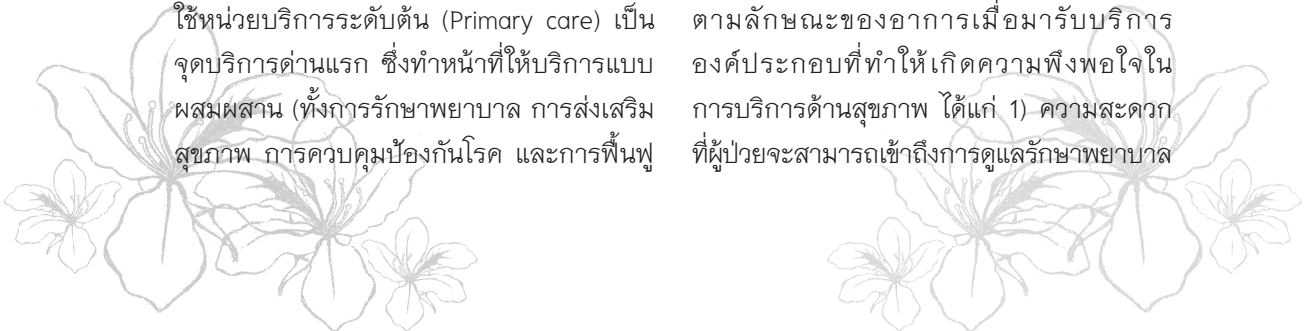 ใช้หน่วยบริการระดับต้น (Primary care) เป็น
จุดบริการด่านแรก ซึ่งทำหน้าที่ให้บริการแบบ
ผสมผสาน (ทั้งการรักษาพยาบาล การส่งเสริม
สุขภาพ การควบคุมป้องกันโรค และการฟื้นฟู
ตามลักษณะของอาการเมื่อมารับบริการ
องค์ประกอบที่ทำให้เกิดความพึงพอใจใน
การบริการด้านสุขภาพ ได้แก่ 1) ความสะดวก
ที่ผู้ป่วยจะสามารถเข้าถึงการดูแลรักษาพยาบาล